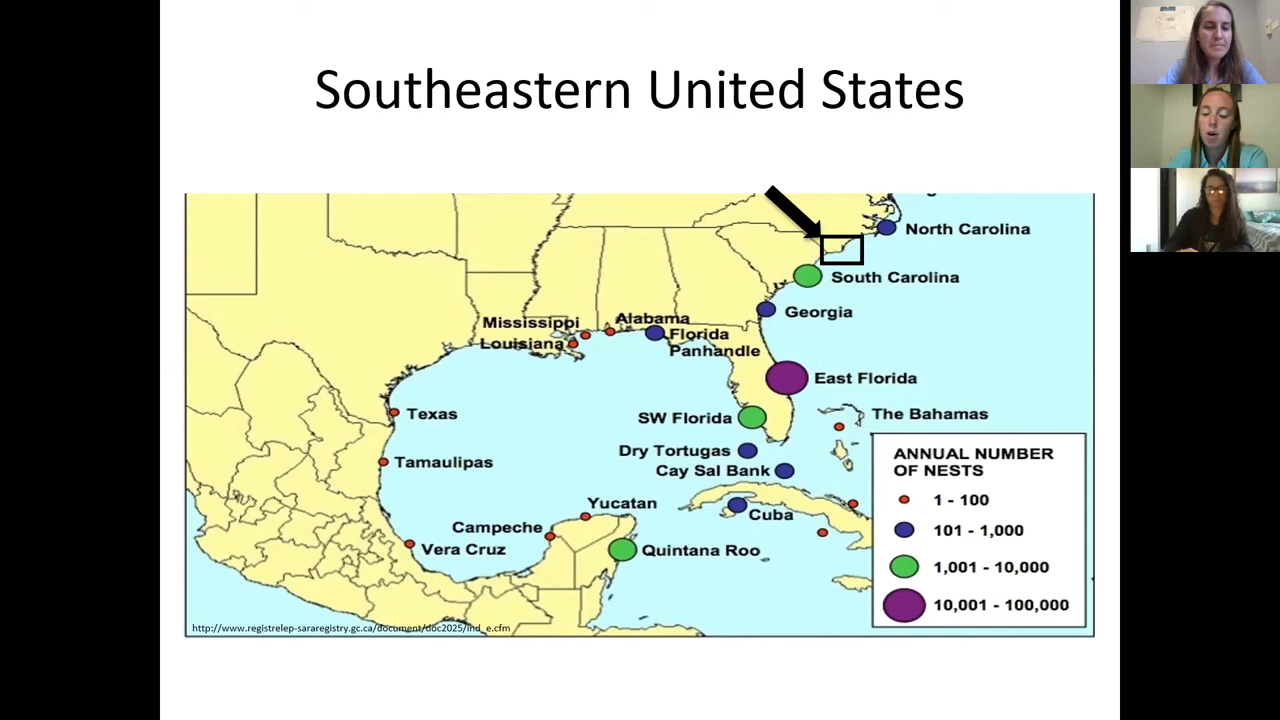 Southeastern United States
North Carolina
South Carolina
Georgia
Mississippi
Alabama
Louisiana
Florida
Panhandle
East Florida
Texas
SW Florida
The Bahamas
Dry Tortugas
Tamaulipas
Cay Sal Bank
Yucatan
Cuba
Campeche
Vera Cruz
Quintana Roo
ANNUAL NUMBER
OF NESTS
1 - 100
101 - 1,000
1,001 - 10,000
10,001 - 100,000
http://www.registrelep-sararegistry.gc.ca/document/doc2025/ind_e.cfm